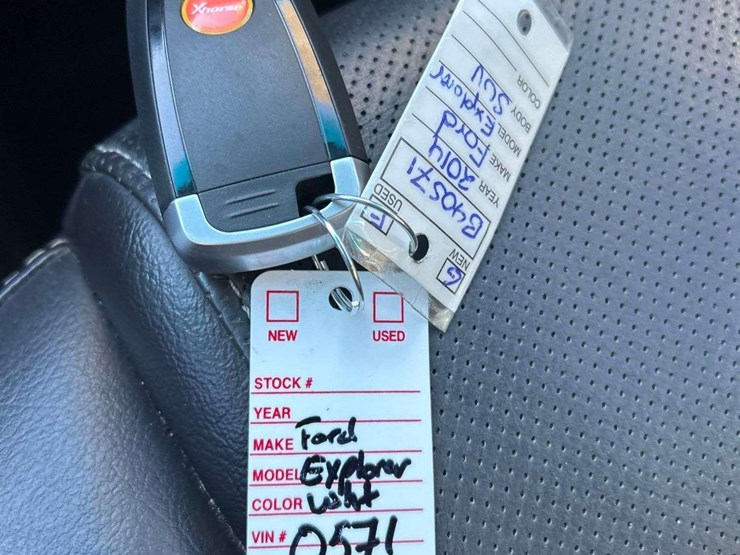 Xhorse
NEW
USED
STOCK #
YEAR
MAKE Ford
MODEL Explorer
COLOR wht
VIN # 0571
NEW
G
USED
F
B40571
YEAR 2014
MAKE Ford
MODEL Explorer
BODY SUV
COLOR